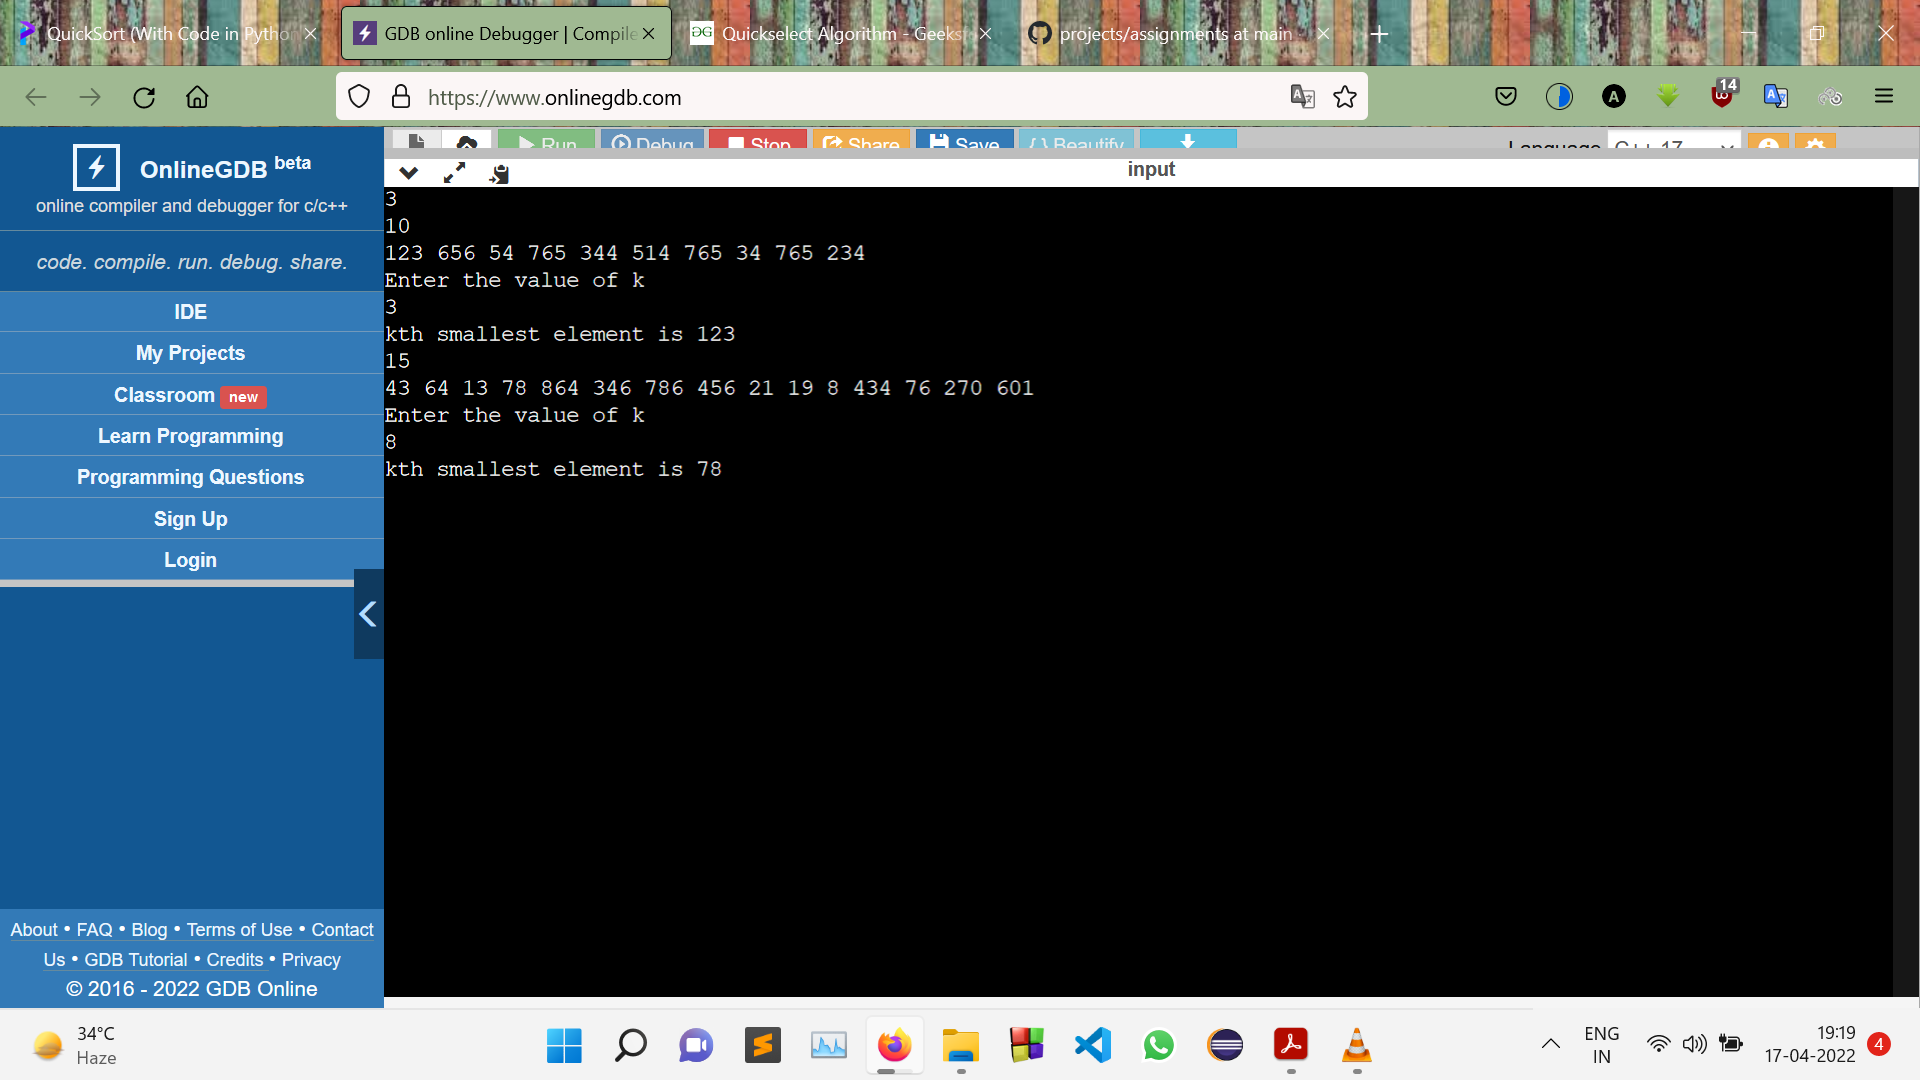 QuickSort (With Code in Pytho
GDB online Debugger | Compile
Quickselect Algorithm - Geeks
projects/assignments at main
https://www.onlinegdb.com
14
OnlineGDB beta
online compiler and debugger for c/c++
code. compile. run. debug. share.
IDE
My Projects
Classroom new
Learn Programming
Programming Questions
Sign Up
Login
About • FAQ • Blog • Terms of Use • Contact
Us • GDB Tutorial • Credits • Privacy
© 2016 - 2022 GDB Online
Run Debug Stop Share Save { } Beautify Language C++ 17
input
3
10
123 656 54 765 344 514 765 34 765 234
Enter the value of k
3
kth smallest element is 123
15
43 64 13 78 864 346 786 456 21 19 8 434 76 270 601
Enter the value of k
8
kth smallest element is 78
34°C
Haze
ENG
IN
19:19
17-04-2022
4